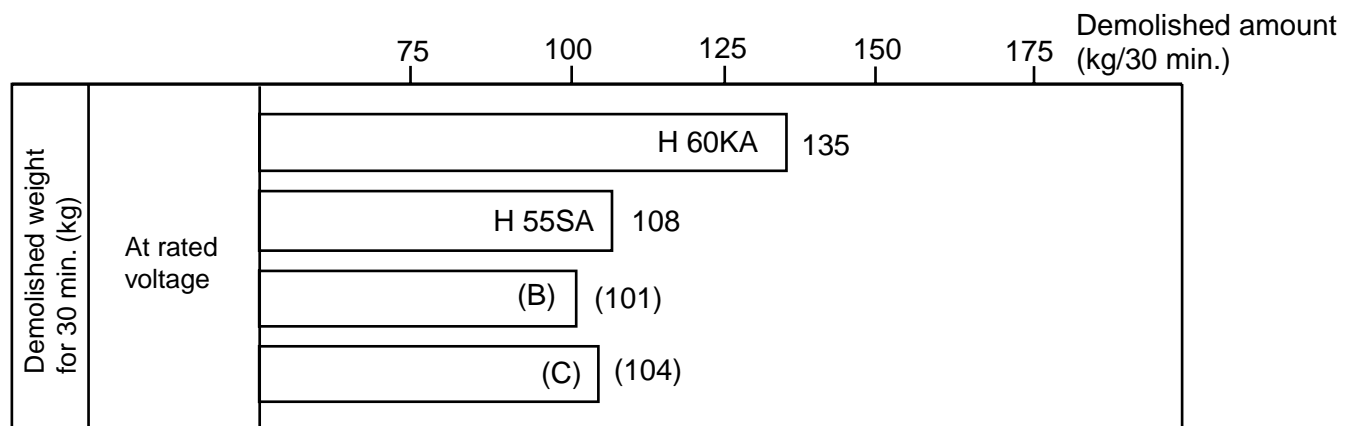 Demolished amount
(kg/30 min.)
75 100 125 150 175
Demolished weight
for 30 min. (kg)
At rated
voltage
H 60KA 135
H 55SA 108
(B) (101)
(C) (104)